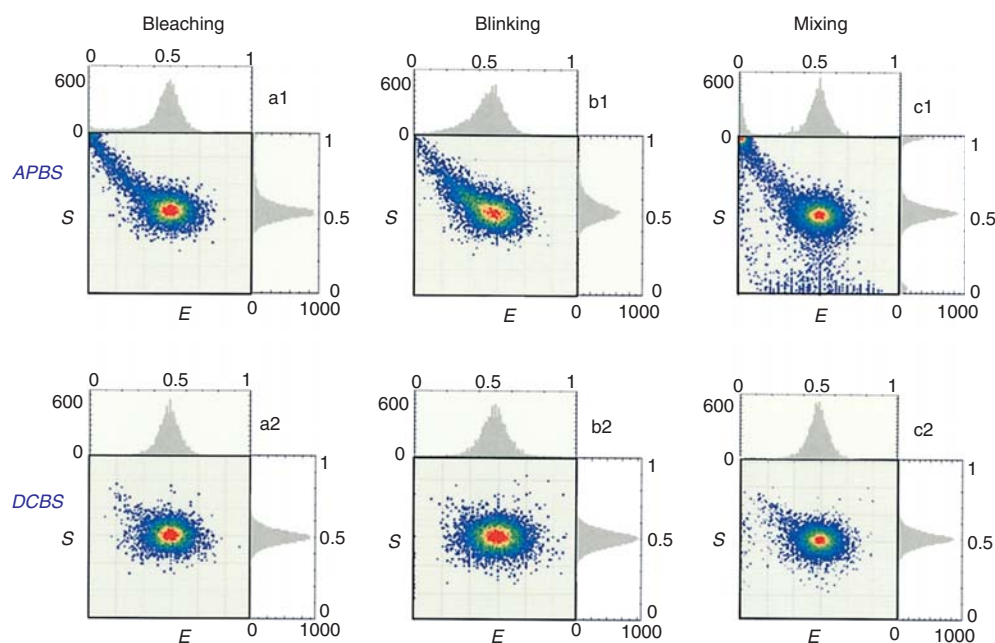 Bleaching Blinking Mixing
0 0.5 1 0 0.5 1 0 0.5 1
600 a1 600 b1 600 c1
0 0 0
1 1 1
APBS
S 0.5 S 0.5 S 0.5
0 0 0
E 0 1000 E 0 1000 E 0 1000
0 0.5 1 0 0.5 1 0 0.5 1
600 a2 600 b2 600 c2
0 0 0
1 1 1
DCBS
S 0.5 S 0.5 S 0.5
0 0 0
E 0 1000 E 0 1000 E 0 1000